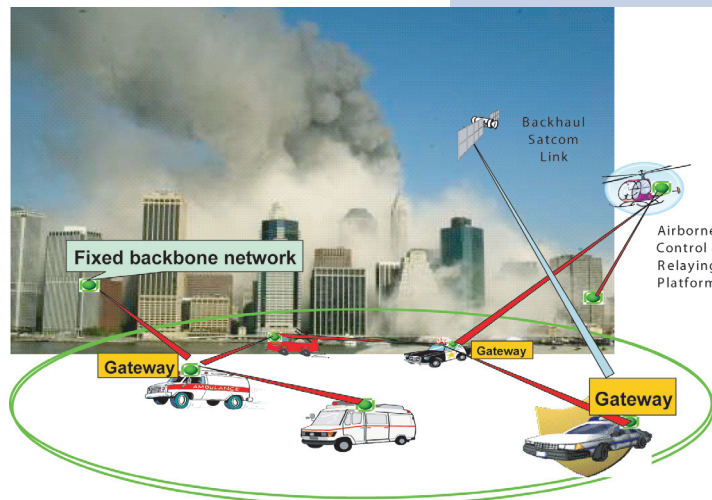 Backhaul
Satcom
Link
Airborne
Control
Relaying
Platform
Fixed backbone network
Gateway
Gateway
AMBULANCE
Gateway